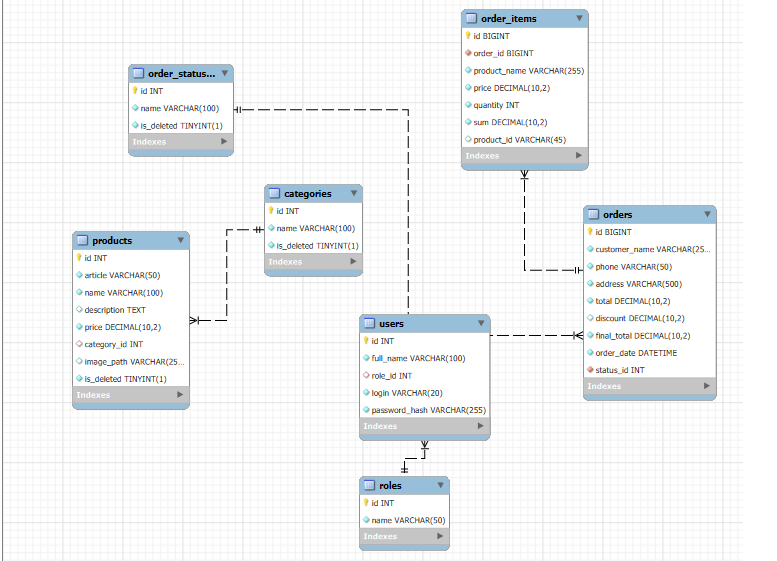 order_items
id BIGINT
order_id BIGINT
product_name VARCHAR(255)
price DECIMAL(10,2)
quantity INT
sum DECIMAL(10,2)
product_id VARCHAR(45)
Indexes
order_status...
id INT
name VARCHAR(100)
is_deleted TINYINT(1)
Indexes
categories
id INT
name VARCHAR(100)
is_deleted TINYINT(1)
Indexes
orders
id BIGINT
customer_name VARCHAR(25...
phone VARCHAR(50)
address VARCHAR(500)
total DECIMAL(10,2)
discount DECIMAL(10,2)
final_total DECIMAL(10,2)
order_date DATETIME
status_id INT
Indexes
products
id INT
article VARCHAR(50)
name VARCHAR(100)
description TEXT
price DECIMAL(10,2)
category_id INT
image_path VARCHAR(25...
is_deleted TINYINT(1)
Indexes
users
id INT
full_name VARCHAR(100)
role_id INT
login VARCHAR(20)
password_hash VARCHAR(255)
Indexes
roles
id INT
name VARCHAR(50)
Indexes